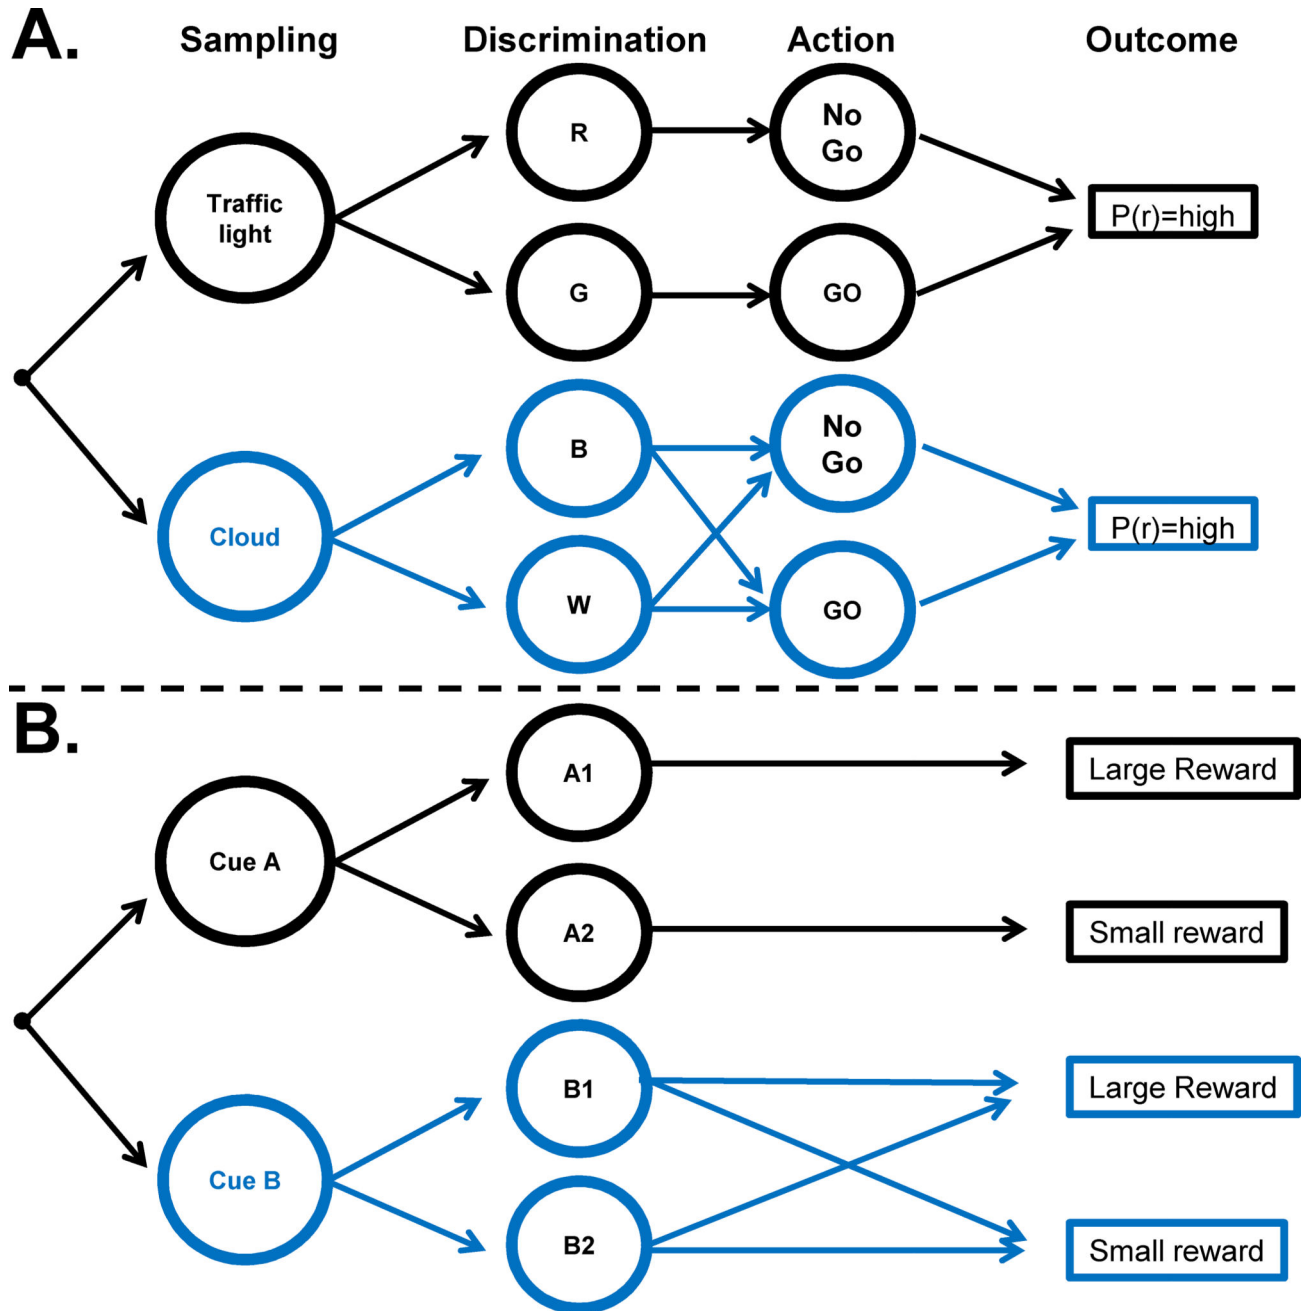 A.
Sampling
Discrimination
Action
Outcome
Traffic
light
R
No
Go
P(r)=high
G
GO
Cloud
B
No
Go
P(r)=high
W
GO
B.
Cue A
A1
Large Reward
A2
Small reward
Cue B
B1
Large Reward
B2
Small reward